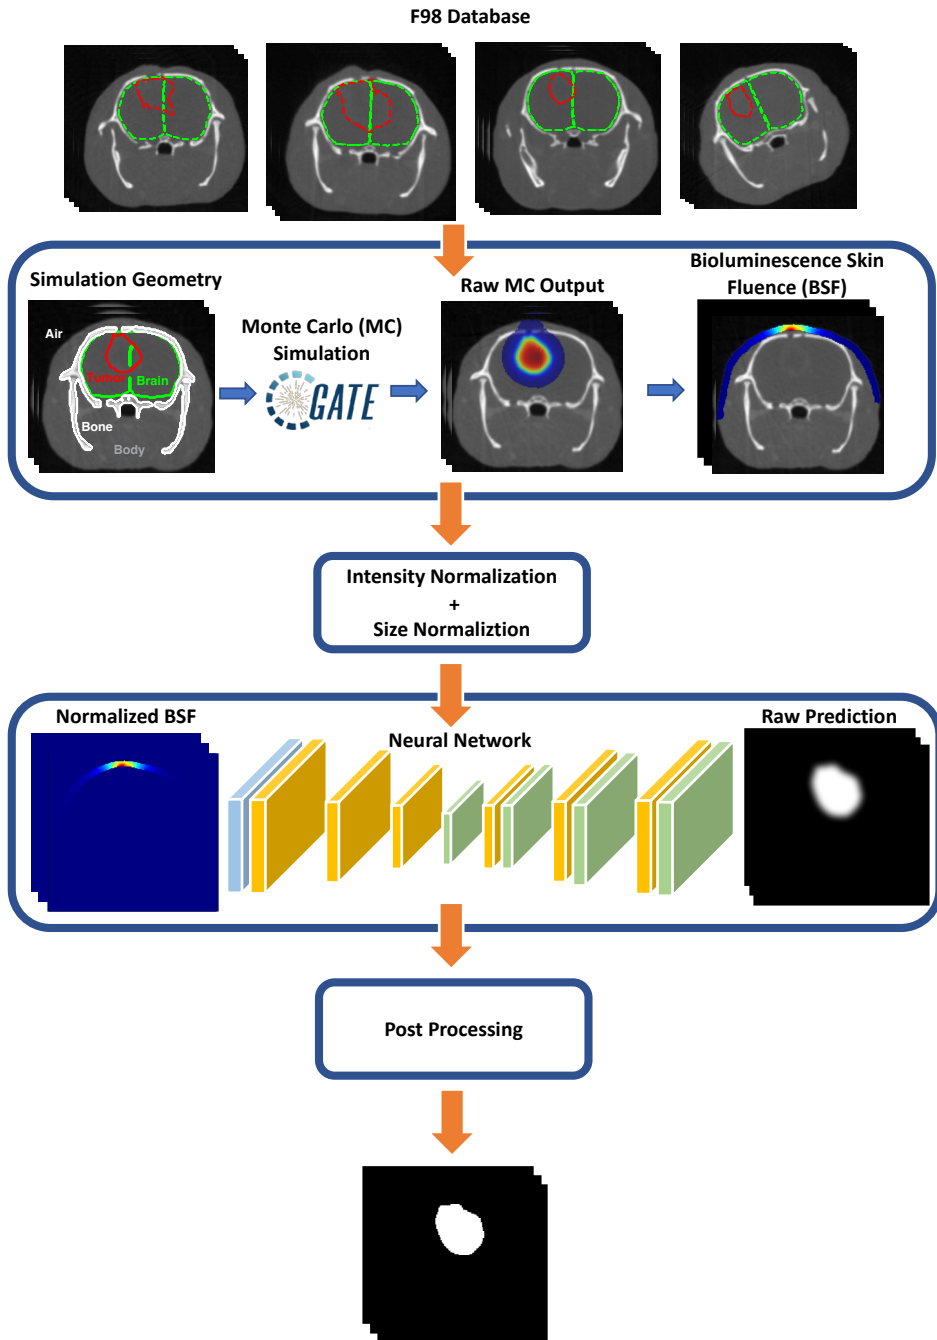 F98 Database
Simulation Geometry
Air
Tumor
Brain
Bone
Body
Monte Carlo (MC)
Simulation
GATE
Raw MC Output
Bioluminescence Skin
Fluence (BSF)
Intensity Normalization
+
Size Normaliztion
Normalized BSF
Neural Network
Raw Prediction
Post Processing